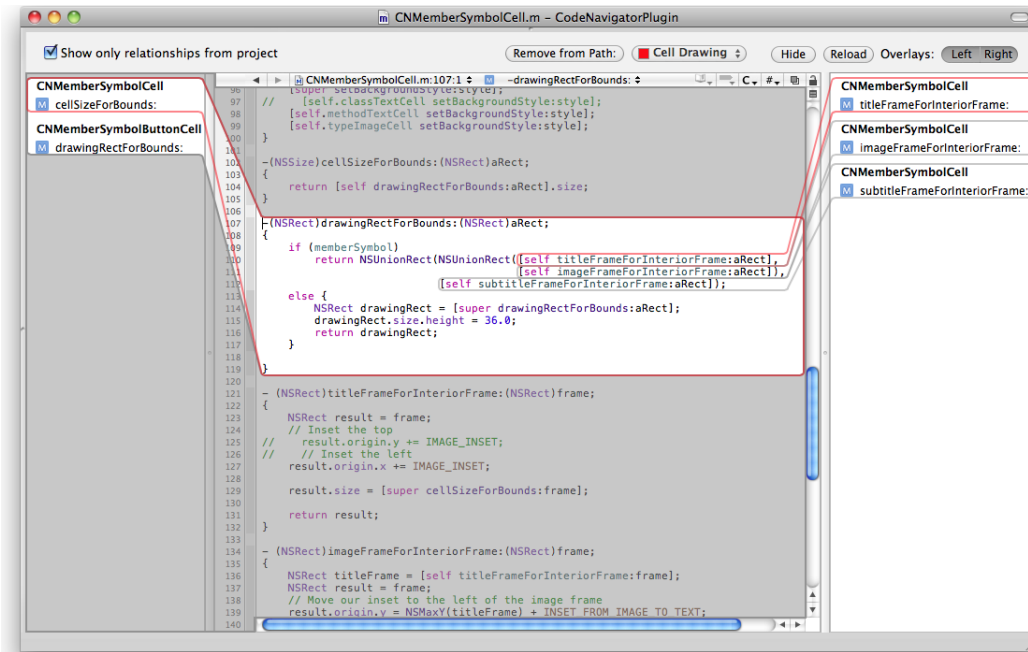 CNMemberSymbolCell.m – CodeNavigatorPlugin
Show only relationships from project
Remove from Path:
Cell Drawing
Hide
Reload
Overlays:
Left
Right
CNMemberSymbolCell
M cellSizeForBounds:
CNMemberSymbolButtonCell
M drawingRectForBounds:
CNMemberSymbolCell.m:107:1
M -drawingRectForBounds:
C
#
96 [super setBackgroundStyle:style];
97 // [self.classTextCell setBackgroundStyle:style];
98 [self.methodTextCell setBackgroundStyle:style];
99 [self.typeImageCell setBackgroundStyle:style];
100 }
101
102 -(NSSize)cellSizeForBounds:(NSRect)aRect;
103 {
104 return [self drawingRectForBounds:aRect].size;
105 }
106
107 -(NSRect)drawingRectForBounds:(NSRect)aRect;
108 {
109 if (memberSymbol)
110 return NSUnionRect(NSUnionRect([self titleFrameForInteriorFrame:aRect],
111 [self imageFrameForInteriorFrame:aRect]),
112 [self subtitleFrameForInteriorFrame:aRect]);
113 else {
114 NSRect drawingRect = [super drawingRectForBounds:aRect];
115 drawingRect.size.height = 36.0;
116 return drawingRect;
117 }
118
119 }
120
121 - (NSRect)titleFrameForInteriorFrame:(NSRect)frame;
122 {
123 NSRect result = frame;
124 // Inset the top
125 // result.origin.y += IMAGE_INSET;
126 // // Inset the left
127 result.origin.x += IMAGE_INSET;
128
129 result.size = [super cellSizeForBounds:frame];
130
131 return result;
132 }
133
134 - (NSRect)imageFrameForInteriorFrame:(NSRect)frame;
135 {
136 NSRect titleFrame = [self titleFrameForInteriorFrame:frame];
137 NSRect result = frame;
138 // Move our inset to the left of the image frame
139 result.origin.y = NSMaxY(titleFrame) + INSET_FROM_IMAGE_TO_TEXT;
140
CNMemberSymbolCell
M titleFrameForInteriorFrame:
CNMemberSymbolCell
M imageFrameForInteriorFrame:
CNMemberSymbolCell
M subtitleFrameForInteriorFrame: